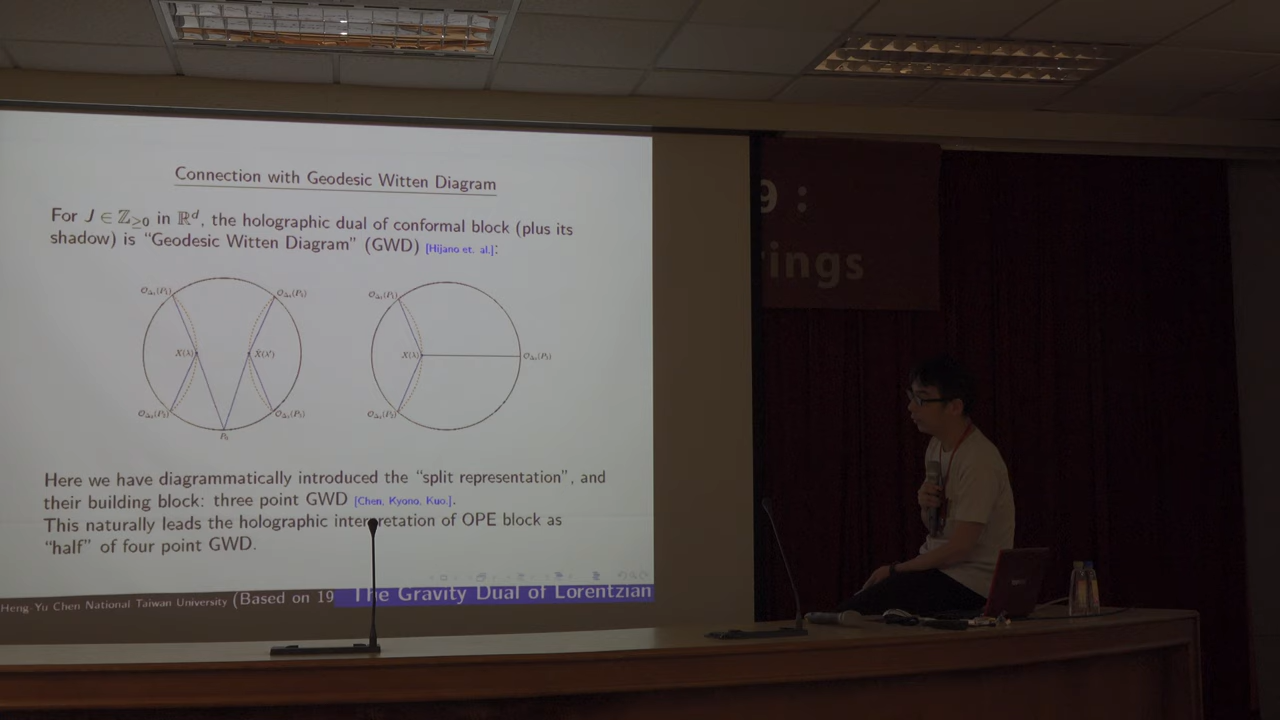 Connection with Geodesic Witten Diagram
For J ∈ ℤ≥0 in ℝᵈ, the holographic dual of conformal block (plus its
shadow) is “Geodesic Witten Diagram” (GWD) [Hijano et. al.]:
X(λ)
P₀
X(λ)
Here we have diagrammatically introduced the “split representation”, and
their building block: three point GWD [Chen, Kyono, Kuo.].
This naturally leads the holographic interpretation of OPE block as
“half” of four point GWD.
Heng-Yu Chen National Taiwan University (Based on 19 The Gravity Dual of Lorentzian
9 :
ings